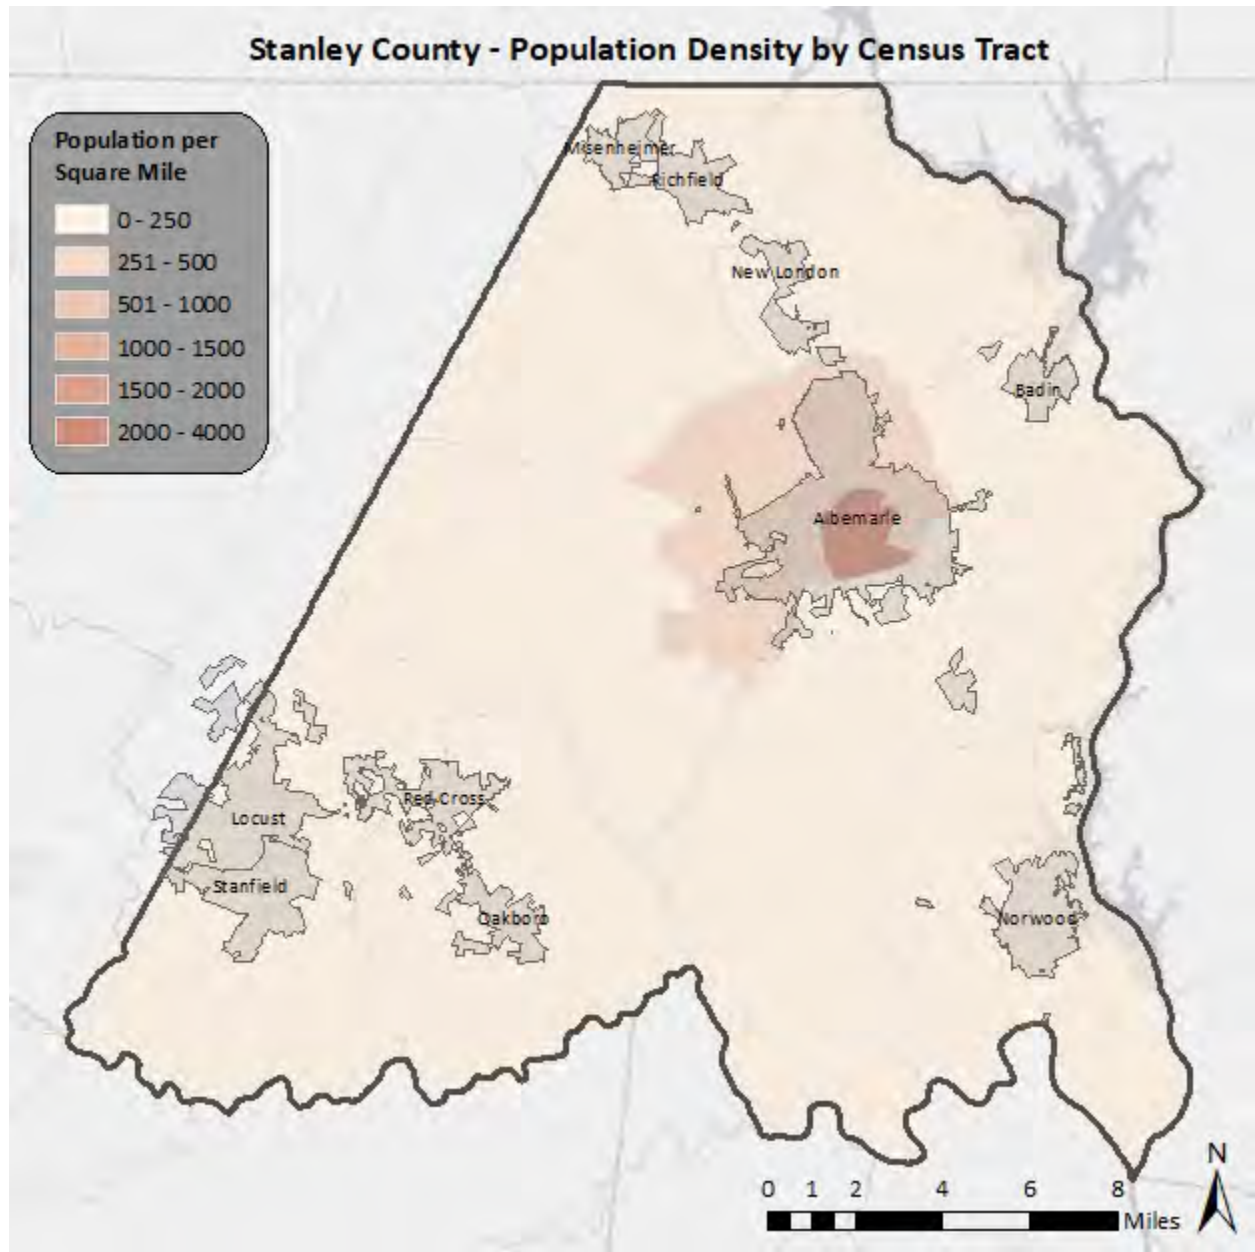 Stanley County - Population Density by Census Tract
Population per
Square Mile
0 - 250
251 - 500
501 - 1000
1000 - 1500
1500 - 2000
2000 - 4000
Misenheimer
Richfield
New London
Badin
Albemarle
Red Cross
Locust
Stanfield
Oakboro
Norwood
N
0 1 2 4 6 8
Miles